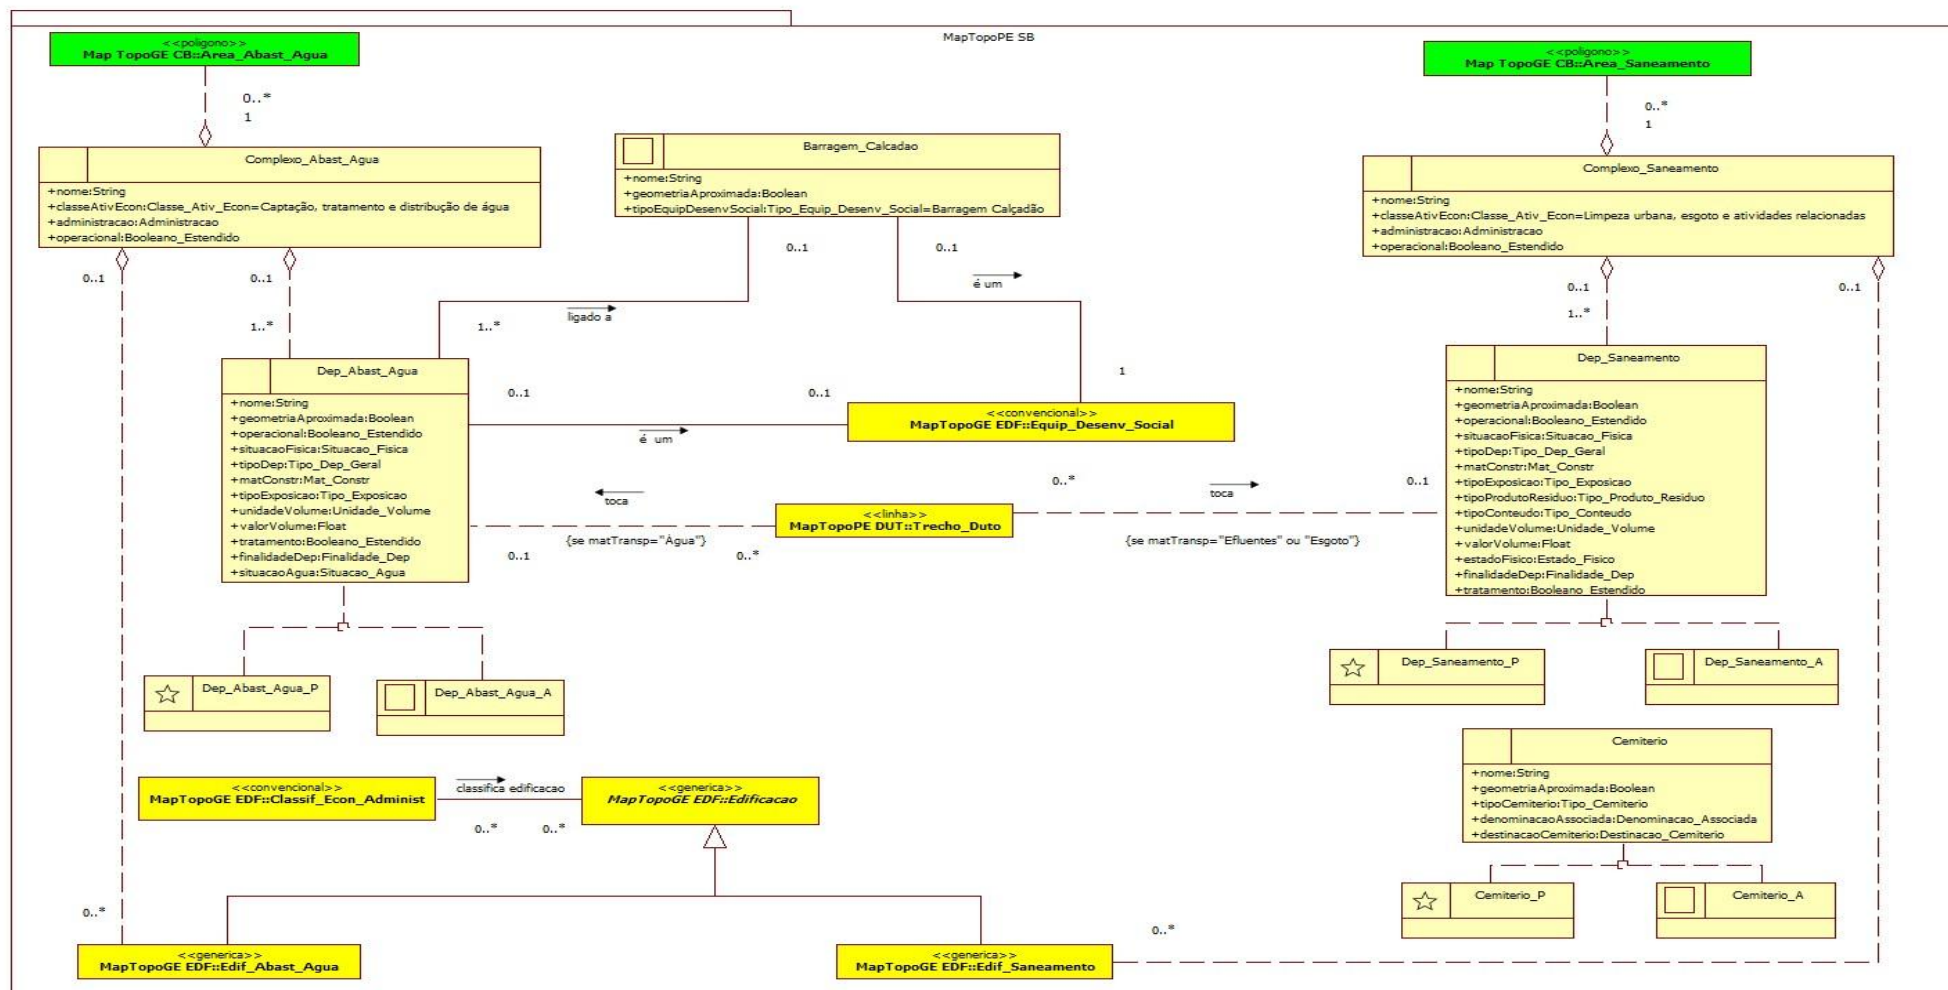 MapTopoPE SB
<<poligono>>
Map TopoGE CB::Area_Abast_Agua
0..*
1
Complexo_Abast_Agua
+nome:String
+classeAtivEcon:Classe_Ativ_Econ=Captação, tratamento e distribuição de água
+administracao:Administracao
+operacional:Booleano_Estendido
0..1
0..1
1..*
Barragem_Calcadao
+nome:String
+geometriaAproximada:Boolean
+tipoEquipDesenvSocial:Tipo_Equip_Desenv_Social=Barragem Calçadão
0..1
0..1
é um
ligado a
1..*
1
<<poligono>>
Map TopoGE CB::Area_Saneamento
0..*
1
Complexo_Saneamento
+nome:String
+classeAtivEcon:Classe_Ativ_Econ=Limpeza urbana, esgoto e atividades relacionadas
+administracao:Administracao
+operacional:Booleano_Estendido
0..1
0..1
1..*
Dep_Abast_Agua
+nome:String
+geometriaAproximada:Boolean
+operacional:Booleano_Estendido
+situacaoFisica:Situacao_Fisica
+tipoDep:Tipo_Dep_Geral
+matConstr:Mat_Constr
+tipoExposicao:Tipo_Exposicao
+unidadeVolume:Unidade_Volume
+valorVolume:Float
+tratamento:Booleano_Estendido
+finalidadeDep:Finalidade_Dep
+situacaoAgua:Situacao_Agua
0..1
0..1
é um
<<convencional>>
MapTopoGE EDF::Equip_Desenv_Social
toca
0..*
toca
0..1
<<linha>>
MapTopoPE DUT::Trecho_Duto
{se matTransp="Água"}
0..1
0..*
{se matTransp="Efluentes" ou "Esgoto"}
Dep_Saneamento
+nome:String
+geometriaAproximada:Boolean
+operacional:Booleano_Estendido
+situacaoFisica:Situacao_Fisica
+tipoDep:Tipo_Dep_Geral
+matConstr:Mat_Constr
+tipoExposicao:Tipo_Exposicao
+tipoProdutoResiduo:Tipo_Produto_Residuo
+tipoConteudo:Tipo_Conteudo
+unidadeVolume:Unidade_Volume
+valorVolume:Float
+estadoFisico:Estado_Fisico
+finalidadeDep:Finalidade_Dep
+tratamento:Booleano_Estendido
Dep_Abast_Agua_P
Dep_Abast_Agua_A
Dep_Saneamento_P
Dep_Saneamento_A
Cemiterio
+nome:String
+geometriaAproximada:Boolean
+tipoCemiterio:Tipo_Cemiterio
+denominacaoAssociada:Denominacao_Associada
+destinacaoCemiterio:Destinacao_Cemiterio
Cemiterio_P
Cemiterio_A
<<convencional>>
MapTopoGE EDF::Classif_Econ_Administ
classifica edificacao
0..*
0..*
<<generica>>
MapTopoGE EDF::Edificacao
0..*
<<generica>>
MapTopoGE EDF::Edif_Abast_Agua
<<generica>>
MapTopoGE EDF::Edif_Saneamento
0..*